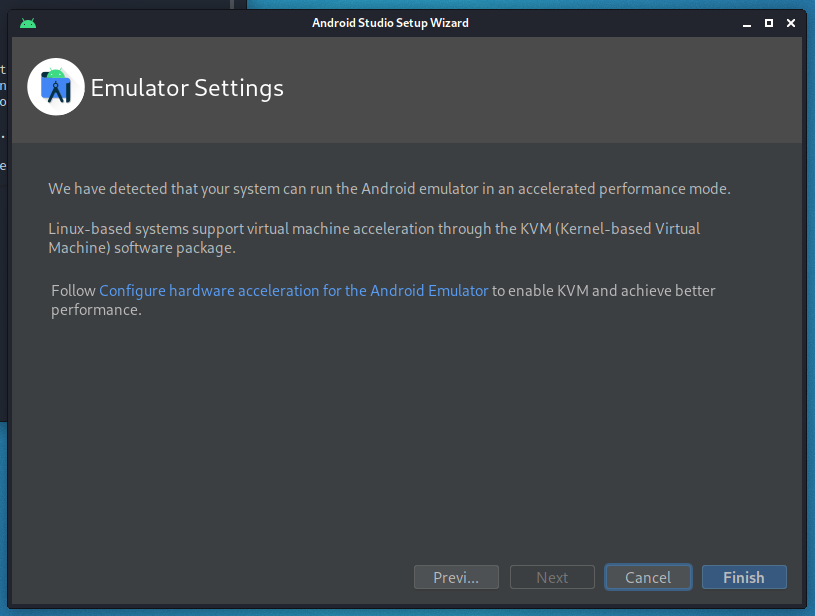 Android Studio Setup Wizard
Emulator Settings
We have detected that your system can run the Android emulator in an accelerated performance mode.
Linux-based systems support virtual machine acceleration through the KVM (Kernel-based Virtual
Machine) software package.
Follow Configure hardware acceleration for the Android Emulator to enable KVM and achieve better
performance.
Previ... Next Cancel Finish